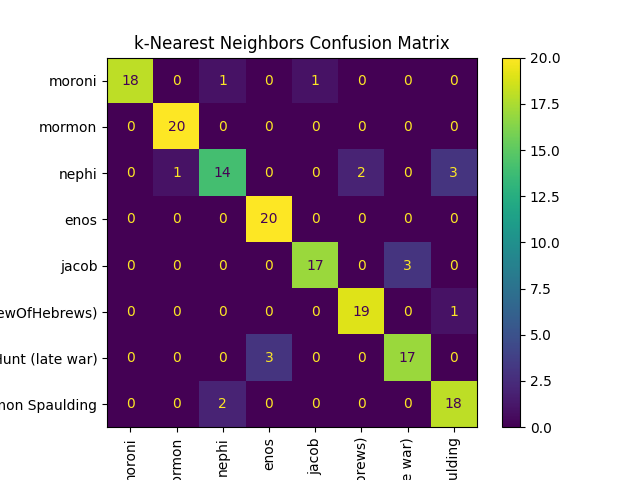 k-Nearest Neighbors Confusion Matrix
moroni 18 0 1 0 1 0 0 0
mormon 0 20 0 0 0 0 0 0
nephi 0 1 14 0 0 2 0 3
enos 0 0 0 20 0 0 0 0
jacob 0 0 0 0 17 0 3 0
ewOfHebrews) 0 0 0 0 0 19 0 1
Hunt (late war) 0 0 0 3 0 0 17 0
mon Spaulding 0 0 2 0 0 0 0 18
noroni
ormon
nephi
enos
jacob
brews)
e war)
ulding
20.0
17.5
15.0
12.5
10.0
7.5
5.0
2.5
0.0